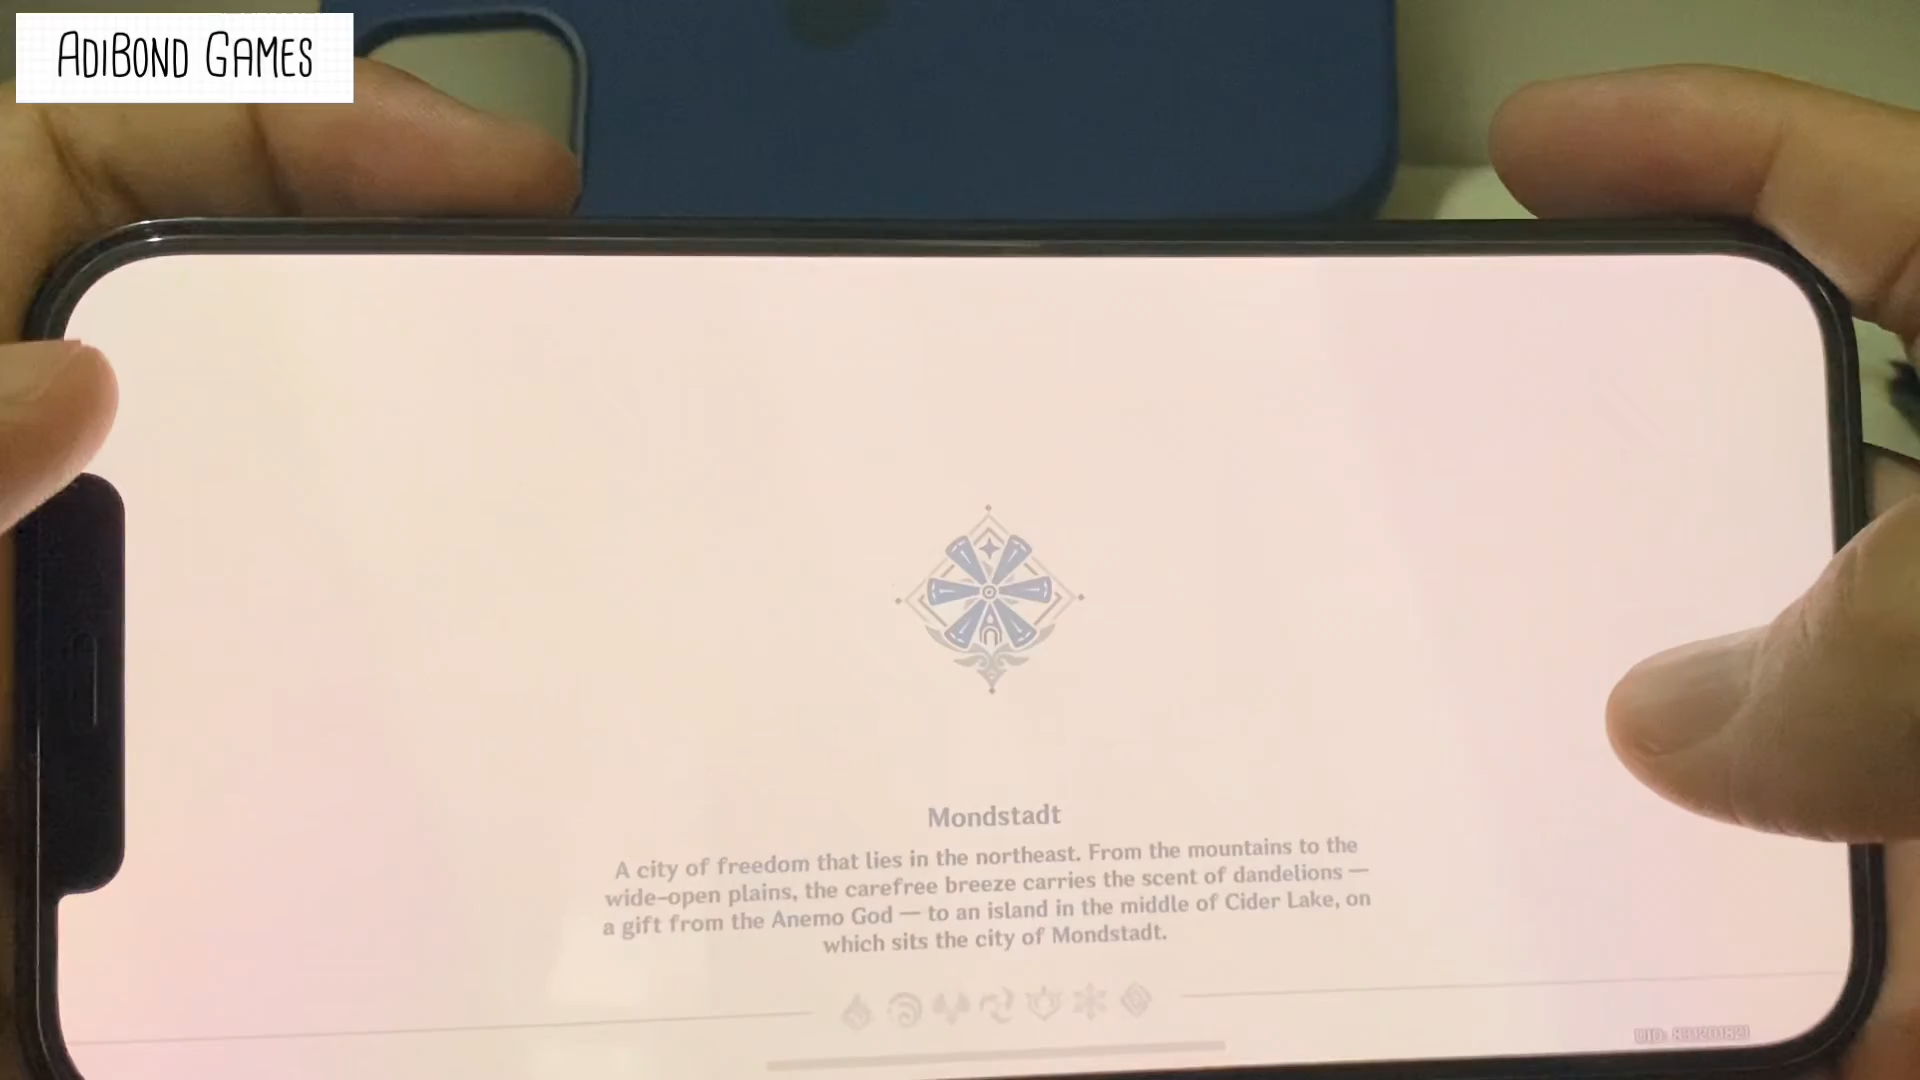 ADIBOND GAMES
Mondstadt
A city of freedom that lies in the northeast. From the mountains to the
wide-open plains, the carefree breeze carries the scent of dandelions —
a gift from the Anemo God — to an island in the middle of Cider Lake, on
which sits the city of Mondstadt.
UID: